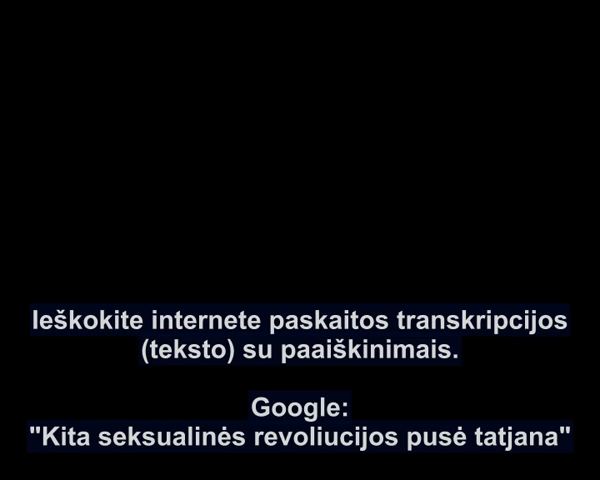 Ieškokite internete paskaitos transkripcijos
(teksto) su paaiškinimais.
Google:
"Kita seksualinės revoliucijos pusė tatjana"